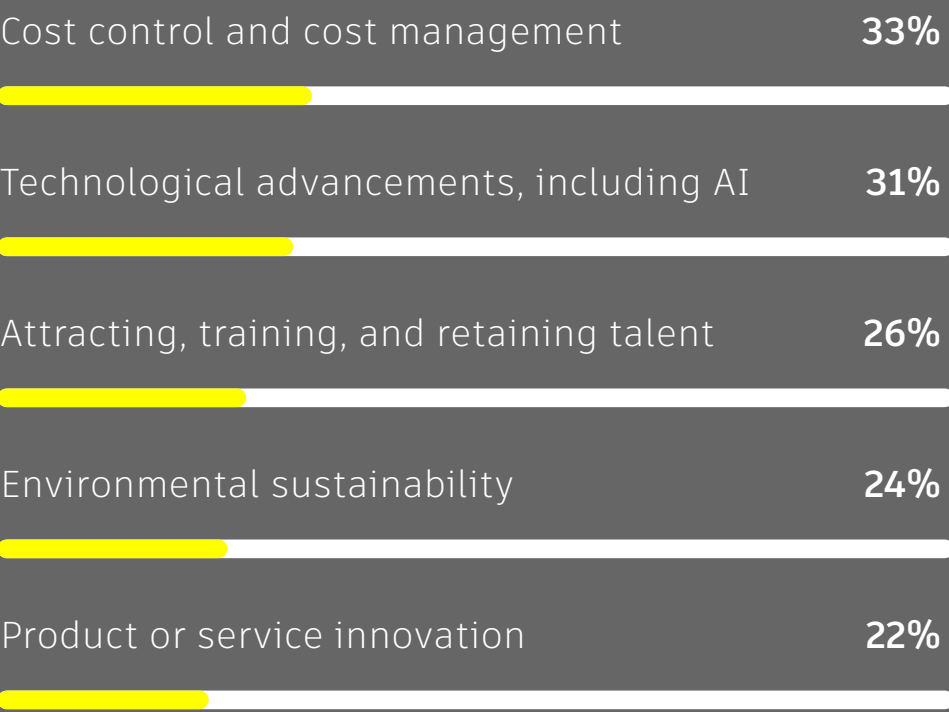 Cost control and cost management 33%
Technological advancements, including AI 31%
Attracting, training, and retaining talent 26%
Environmental sustainability 24%
Product or service innovation 22%